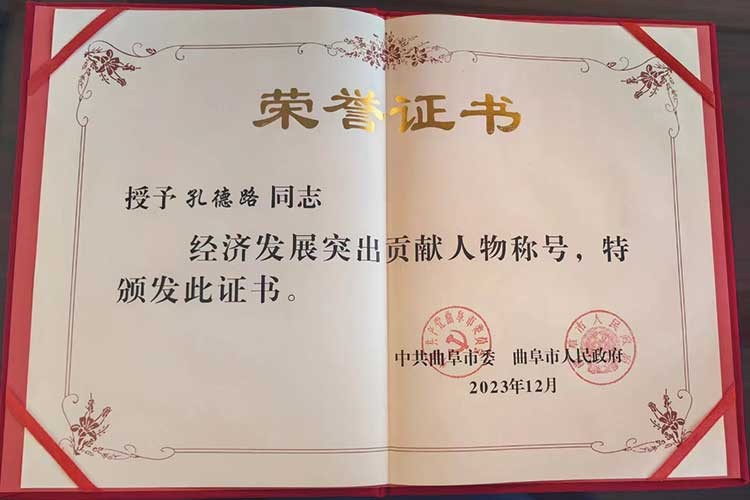 荣誉证书
授予 孔德路 同志
经济发展突出贡献人物称号，特
颁发此证书。
中共曲阜市委 曲阜市人民政府
2023年12月